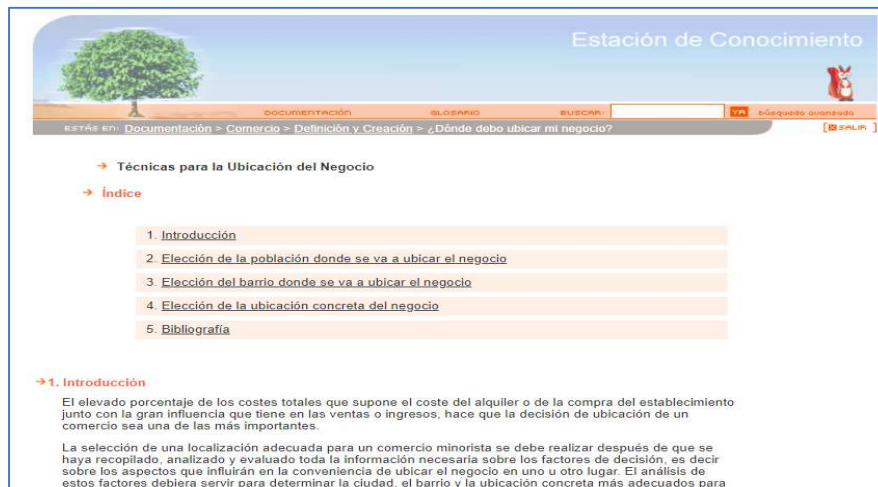 Estación de Conocimiento
DOCUMENTACIÓN GLOSARIO BUSCAR: YA búsqueda avanzada
ESTÁS EN: Documentación > Comercio > Definición y Creación > ¿Dónde debo ubicar mi negocio? [SALIR]
Técnicas para la Ubicación del Negocio
Índice
1. Introducción
2. Elección de la población donde se va a ubicar el negocio
3. Elección del barrio donde se va a ubicar el negocio
4. Elección de la ubicación concreta del negocio
5. Bibliografía
1. Introducción
El elevado porcentaje de los costes totales que supone el coste del alquiler o de la compra del establecimiento
junto con la gran influencia que tiene en las ventas o ingresos, hace que la decisión de ubicación de un
comercio sea una de las más importantes.
La selección de una localización adecuada para un comercio minorista se debe realizar después de que se
haya recopilado, analizado y evaluado toda la información necesaria sobre los factores de decisión, es decir
sobre los aspectos que influirán en la conveniencia de ubicar el negocio en uno u otro lugar. El análisis de
estos factores debiera servir para determinar la ciudad, el barrio y la ubicación concreta más adecuados para